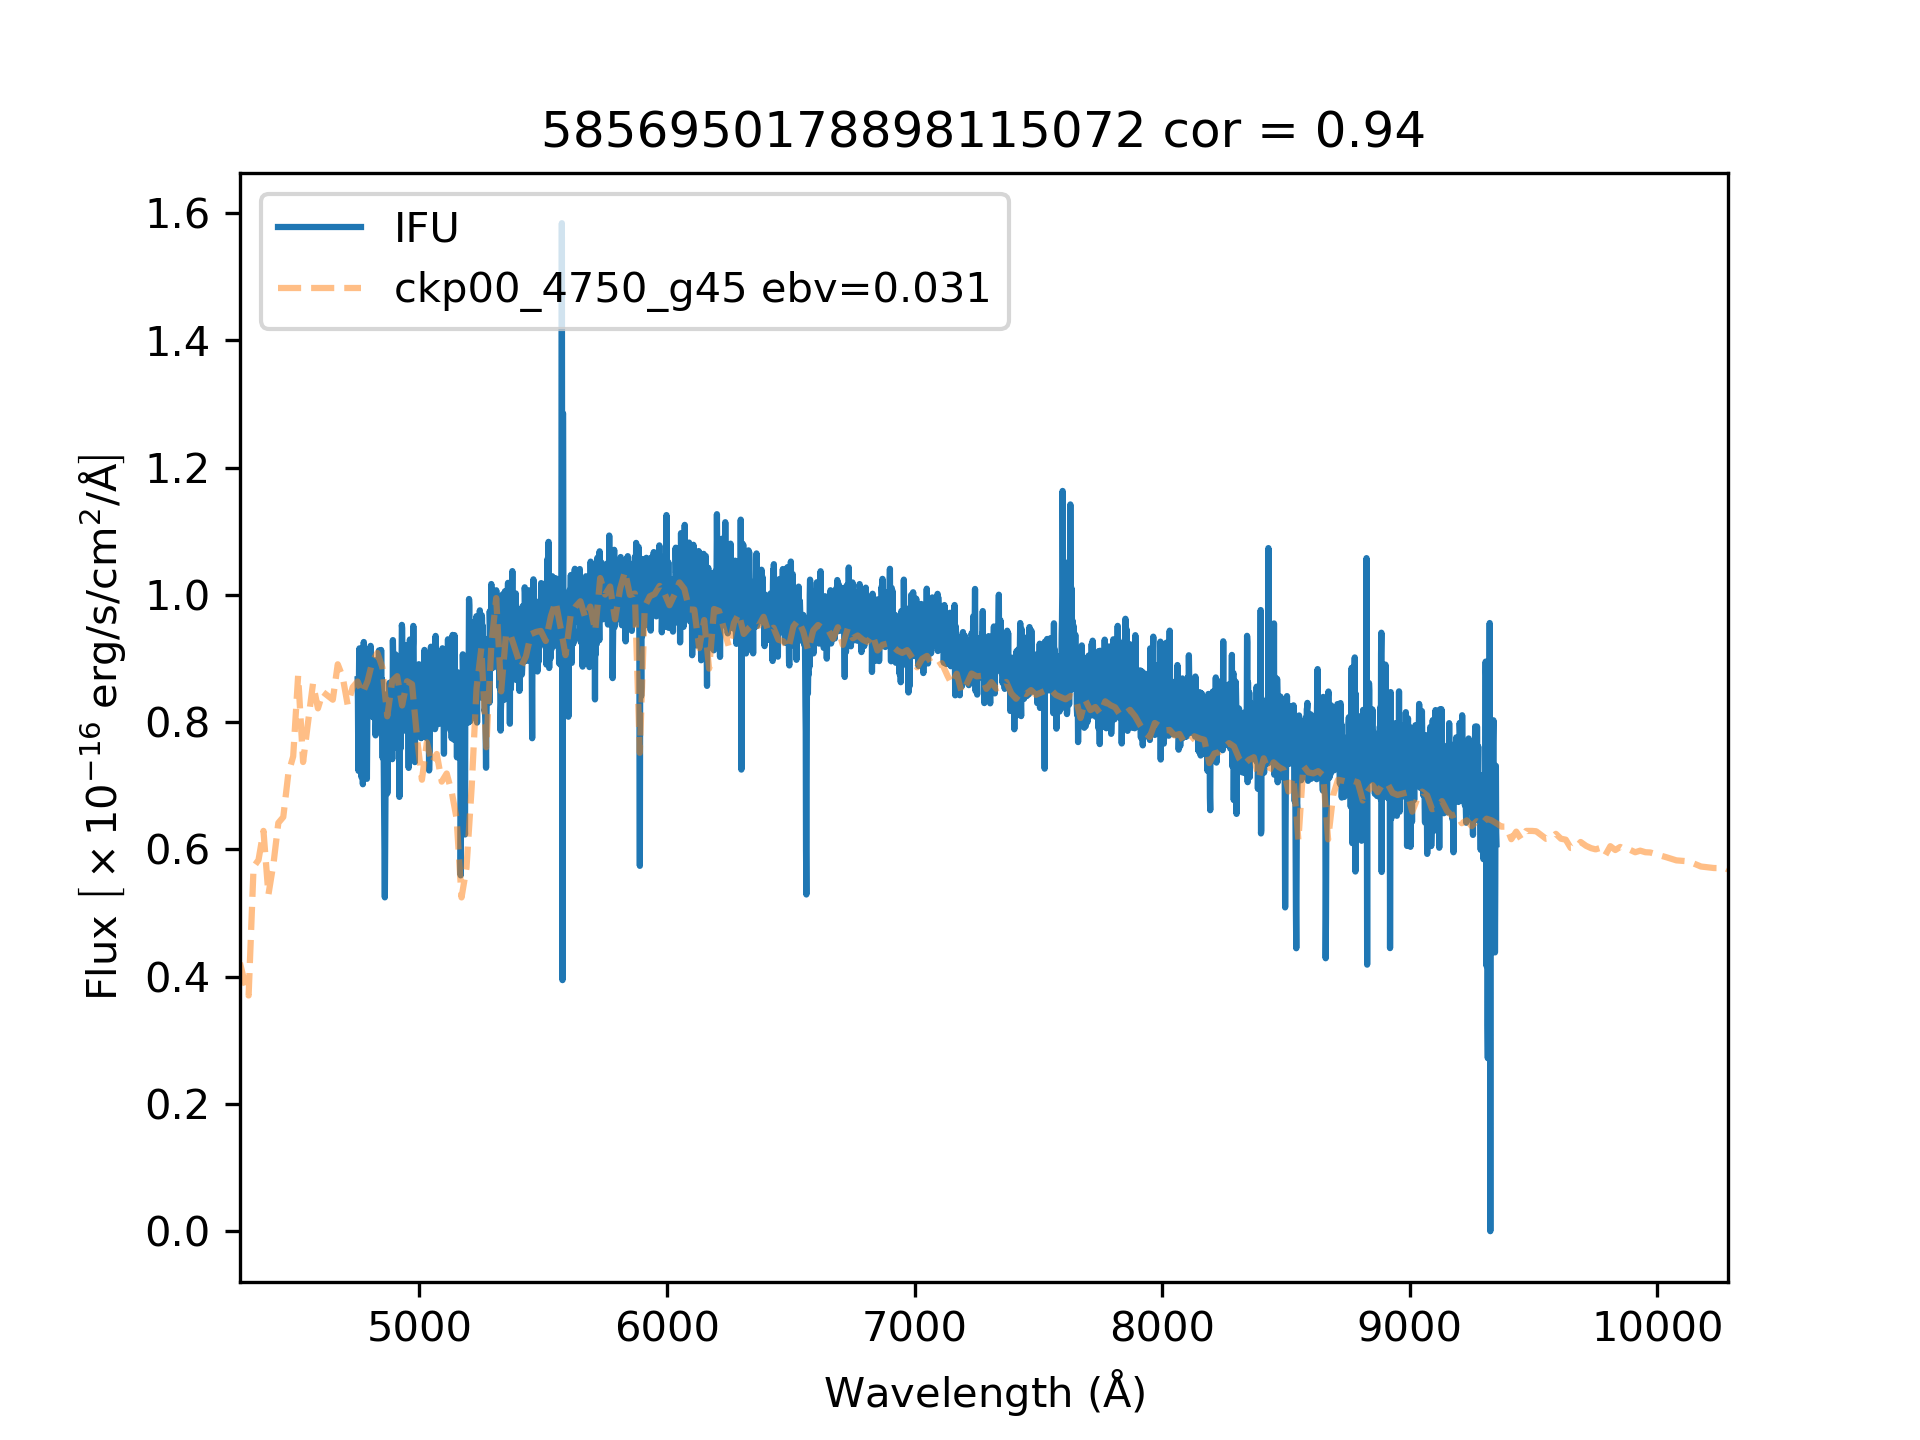 5856950178898115072 cor = 0.94
IFU
ckp00_4750_g45 ebv=0.031
1.6
1.4
1.2
1.0
0.8
0.6
0.4
0.2
0.0
Flux [×10⁻¹⁶ erg/s/cm²/Å]
5000 6000 7000 8000 9000 10000
Wavelength (Å)